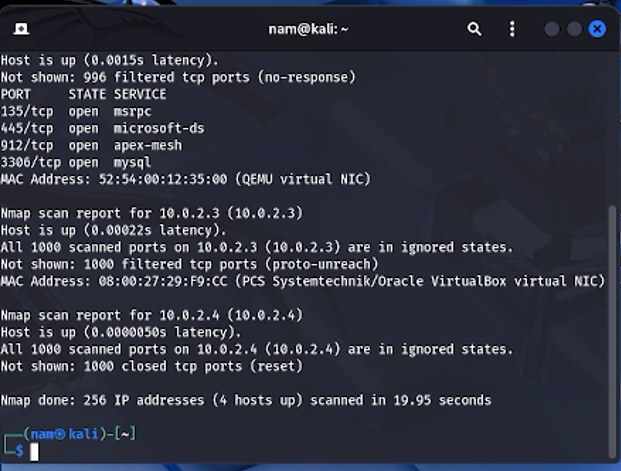 nam@kali: ~
Host is up (0.0015s latency).
Not shown: 996 filtered tcp ports (no-response)
PORT     STATE SERVICE
135/tcp  open  msrpc
445/tcp  open  microsoft-ds
912/tcp  open  apex-mesh
3306/tcp open  mysql
MAC Address: 52:54:00:12:35:00 (QEMU virtual NIC)
Nmap scan report for 10.0.2.3 (10.0.2.3)
Host is up (0.00022s latency).
All 1000 scanned ports on 10.0.2.3 (10.0.2.3) are in ignored states.
Not shown: 1000 filtered tcp ports (proto-unreach)
MAC Address: 08:00:27:29:F9:CC (PCS Systemtechnik/Oracle VirtualBox virtual NIC)
Nmap scan report for 10.0.2.4 (10.0.2.4)
Host is up (0.0000050s latency).
All 1000 scanned ports on 10.0.2.4 (10.0.2.4) are in ignored states.
Not shown: 1000 closed tcp ports (reset)
Nmap done: 256 IP addresses (4 hosts up) scanned in 19.95 seconds
┌──(nam㉿kali)-[~]
└─$